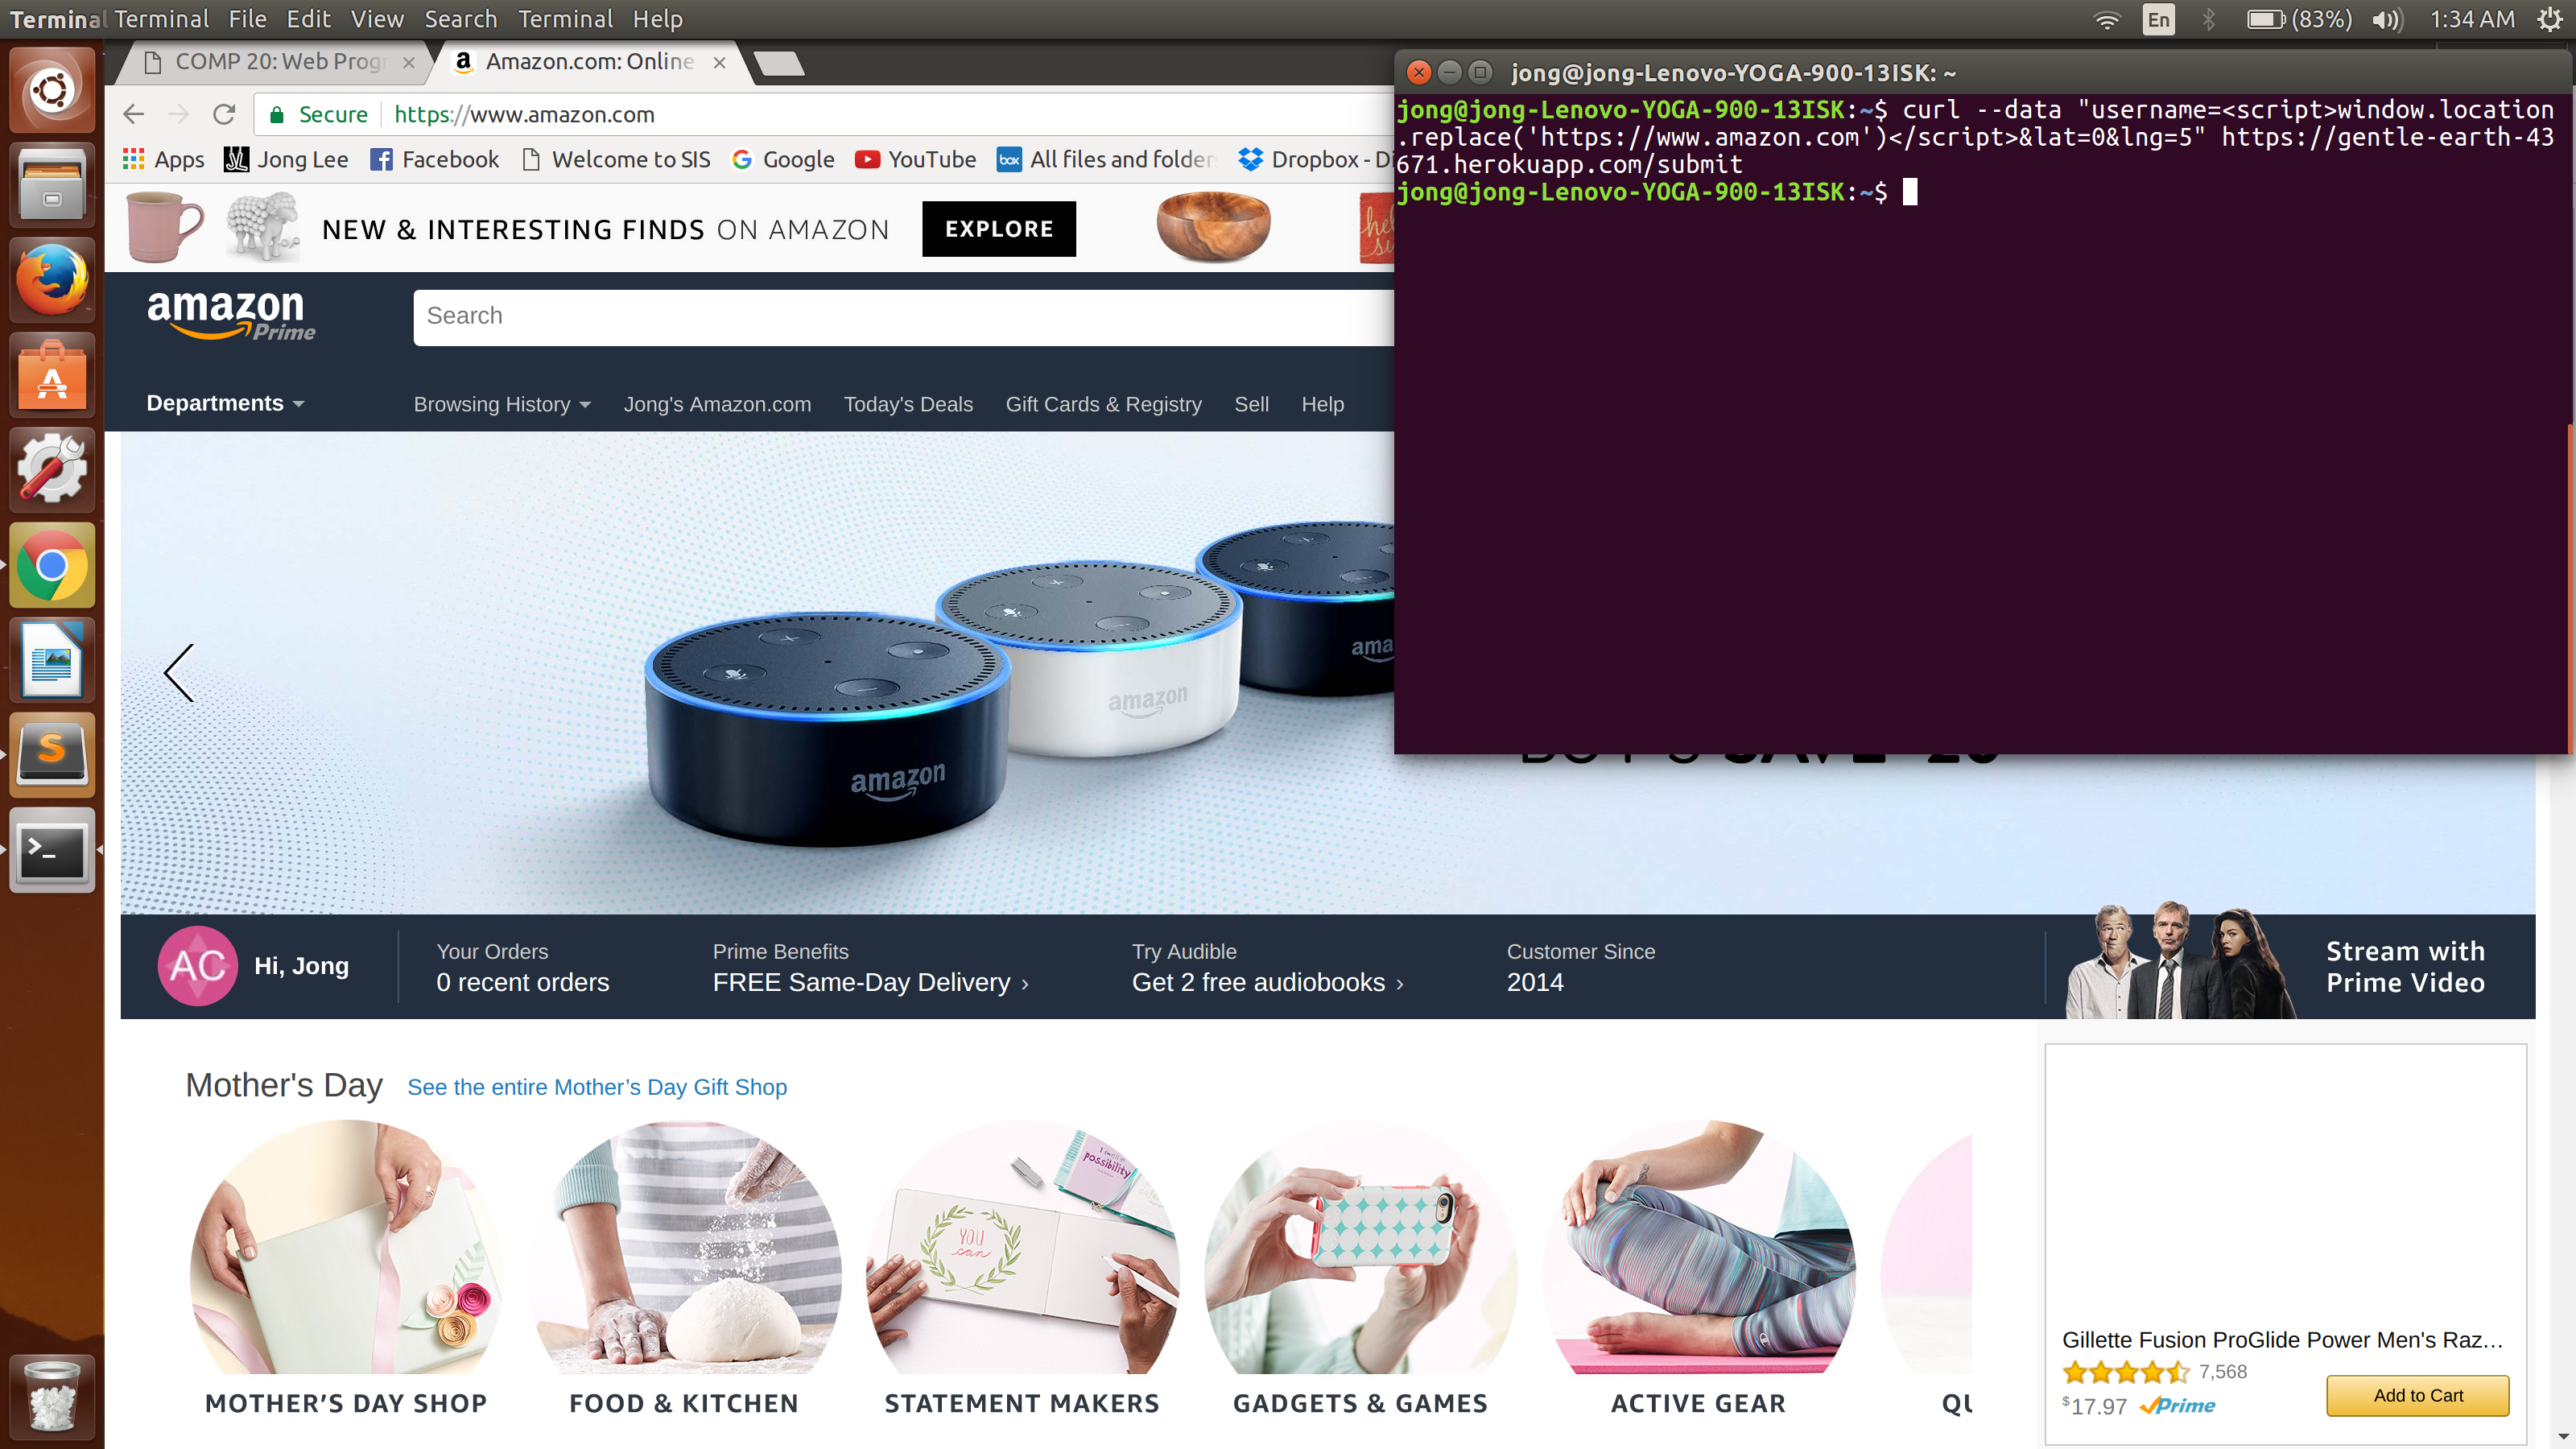 Terminal Terminal File Edit View Search Terminal Help
En (83%) 1:34 AM
COMP 20: Web Progr × Amazon.com: Online ×
Secure https://www.amazon.com
Apps Jong Lee Facebook Welcome to SIS Google YouTube box All files and folder Dropbox - Di
NEW & INTERESTING FINDS ON AMAZON EXPLORE
amazon Prime
Search
Departments
Browsing History Jong's Amazon.com Today's Deals Gift Cards & Registry Sell Help
jong@jong-Lenovo-YOGA-900-13ISK: ~
jong@jong-Lenovo-YOGA-900-13ISK:~$ curl --data "username=<script>window.location
.replace('https://www.amazon.com')</script>&lat=0&lng=5" https://gentle-earth-43
671.herokuapp.com/submit
jong@jong-Lenovo-YOGA-900-13ISK:~$
amazon
amazon
ama
AC Hi, Jong
Your Orders
0 recent orders
Prime Benefits
FREE Same-Day Delivery ›
Try Audible
Get 2 free audiobooks ›
Customer Since
2014
Stream with
Prime Video
Mother's Day See the entire Mother’s Day Gift Shop
possibility
YOU
can
MOTHER’S DAY SHOP FOOD & KITCHEN STATEMENT MAKERS GADGETS & GAMES ACTIVE GEAR QU
Gillette Fusion ProGlide Power Men's Raz…
7,568
$17.97 Prime
Add to Cart